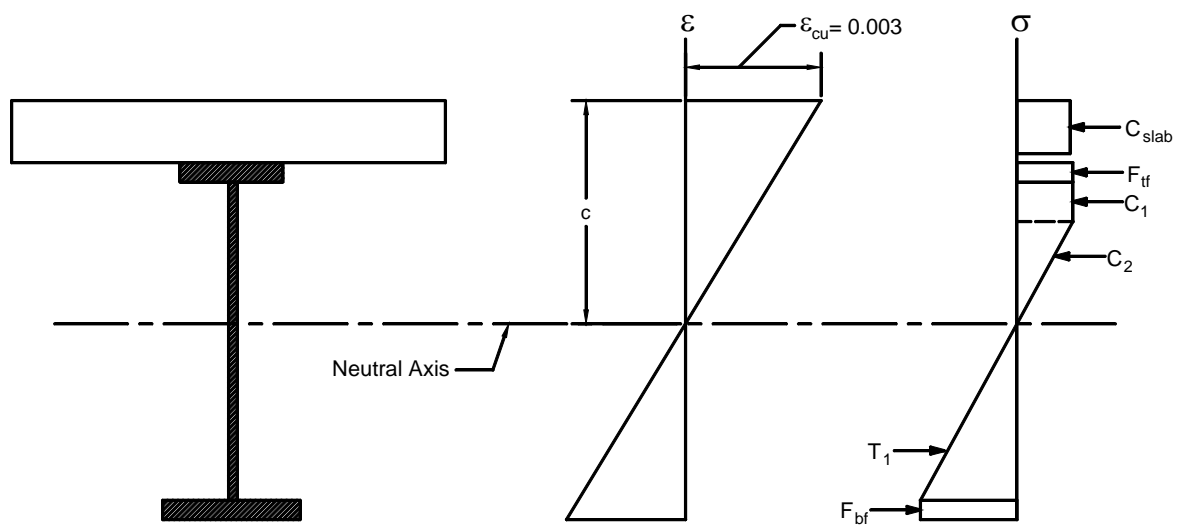 ε
ε_cu= 0.003
σ
C_slab
F_tf
c
C_1
C_2
Neutral Axis
T_1
F_bf